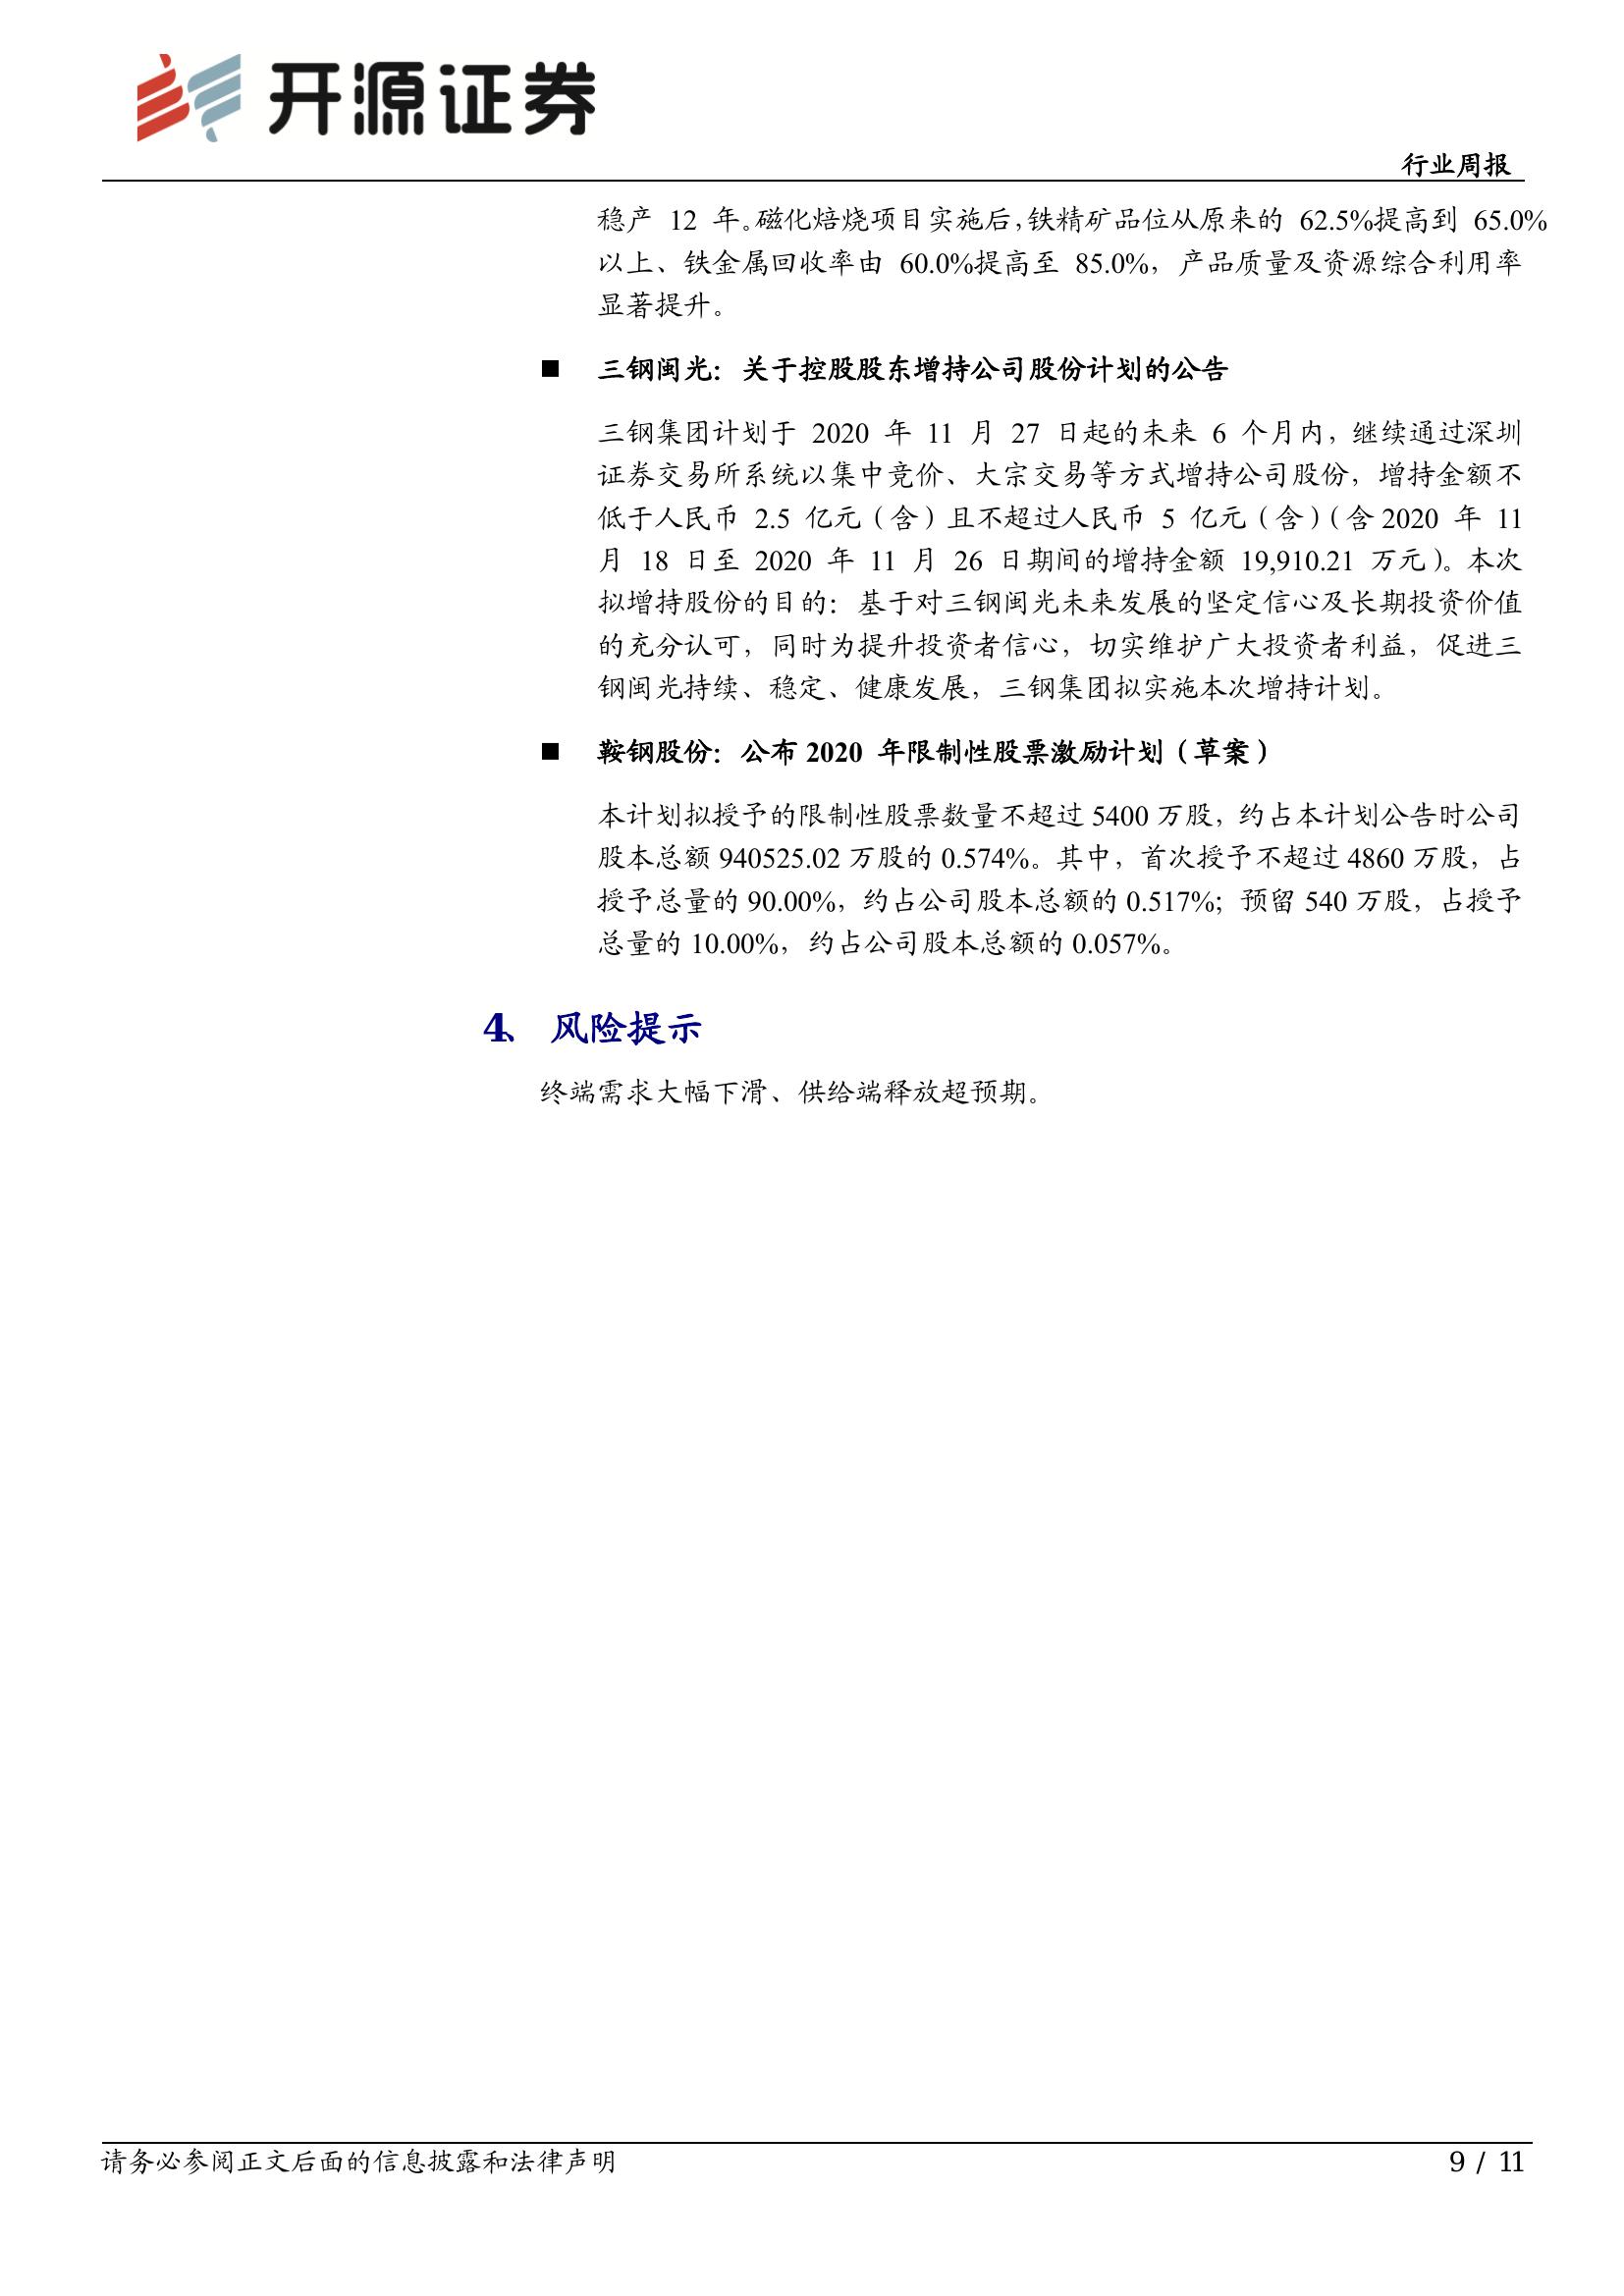 开源证券
行业周报
稳产 12 年。磁化焙烧项目实施后，铁精矿品位从原来的 62.5%提高到 65.0%
以上、铁金属回收率由 60.0%提高至 85.0%，产品质量及资源综合利用率
显著提升。
■ 三钢闽光：关于控股股东增持公司股份计划的公告
三钢集团计划于 2020 年 11 月 27 日起的未来 6 个月内，继续通过深圳
证券交易所系统以集中竞价、大宗交易等方式增持公司股份，增持金额不
低于人民币 2.5 亿元（含）且不超过人民币 5 亿元（含）（含 2020 年 11
月 18 日至 2020 年 11 月 26 日期间的增持金额 19,910.21 万元）。本次
拟增持股份的目的：基于对三钢闽光未来发展的坚定信心及长期投资价值
的充分认可，同时为提升投资者信心，切实维护广大投资者利益，促进三
钢闽光持续、稳定、健康发展，三钢集团拟实施本次增持计划。
■ 鞍钢股份：公布 2020 年限制性股票激励计划（草案）
本计划拟授予的限制性股票数量不超过 5400 万股，约占本计划公告时公司
股本总额 940525.02 万股的 0.574%。其中，首次授予不超过 4860 万股，占
授予总量的 90.00%，约占公司股本总额的 0.517%；预留 540 万股，占授予
总量的 10.00%，约占公司股本总额的 0.057%。
4、 风险提示
终端需求大幅下滑、供给端释放超预期。
请务必参阅正文后面的信息披露和法律声明
9 / 11